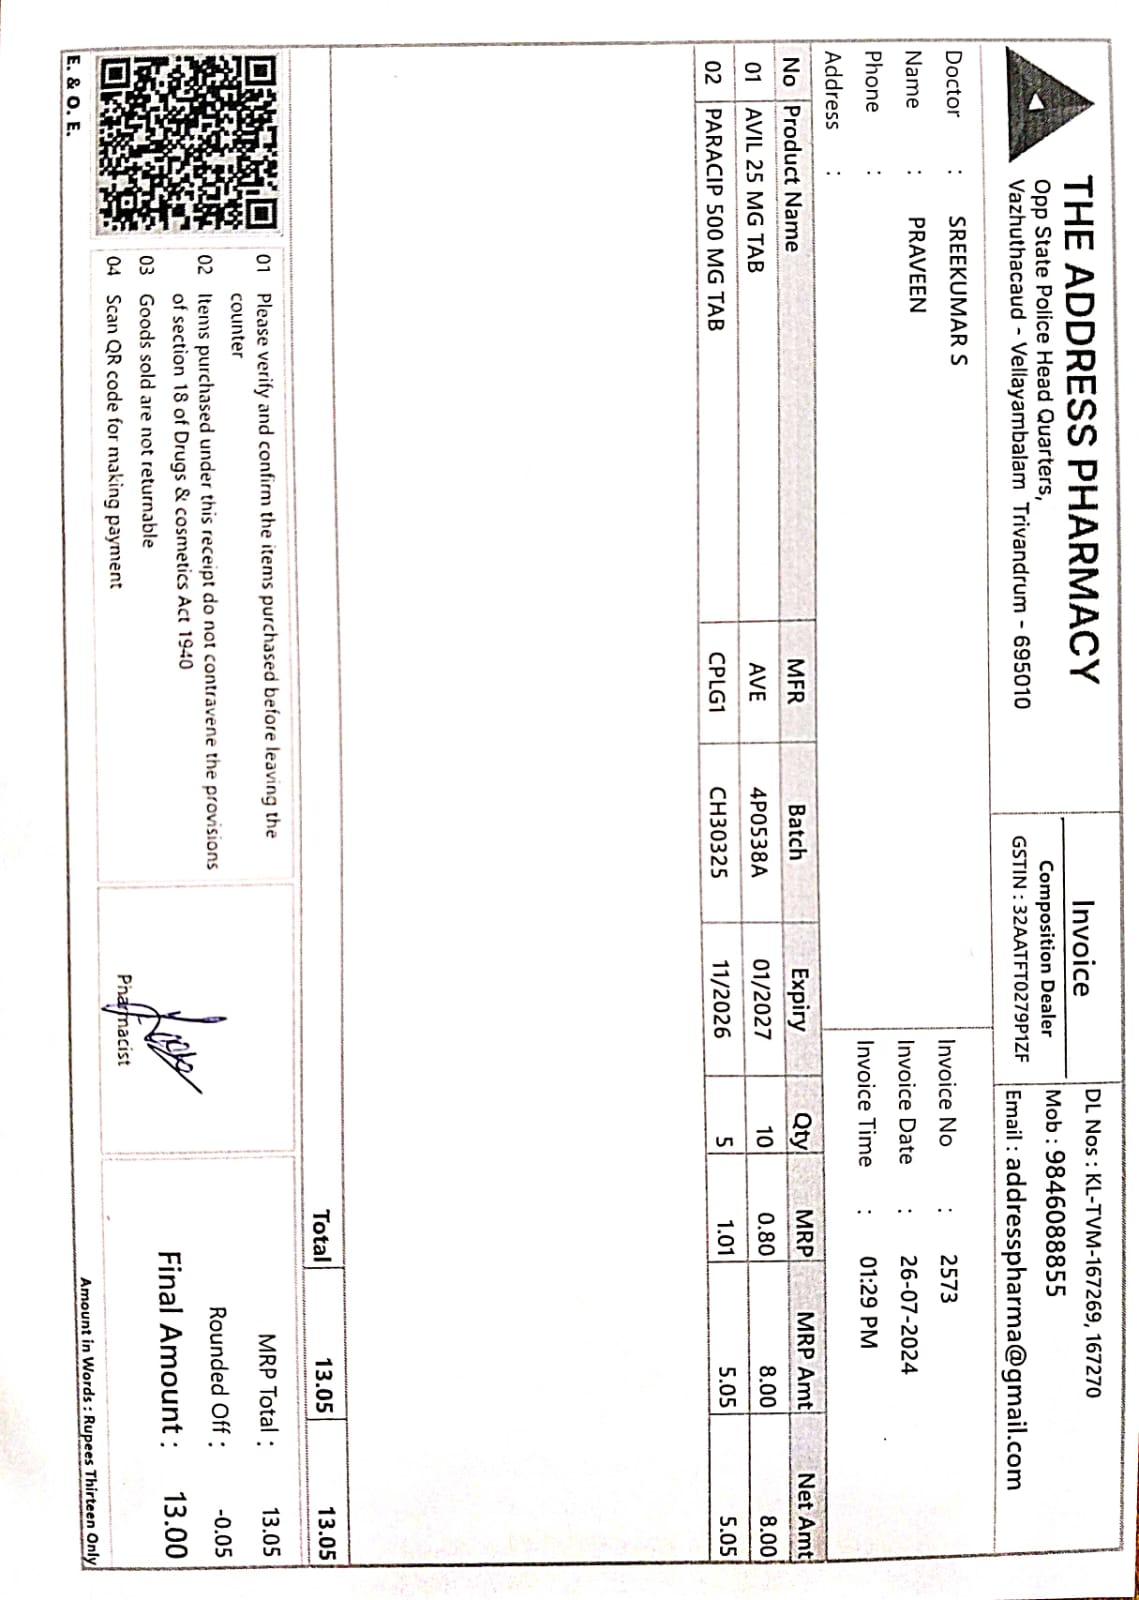 THE ADDRESS PHARMACY
Opp State Police Head Quarters,
Vazhuthacaud - Vellayambalam Trivandrum - 695010
Invoice
Composition Dealer
GSTIN : 32AATFT0279P1ZF
DL Nos : KL-TVM-167269, 167270
Mob : 9846088855
Email : addresspharma@gmail.com
Doctor : SREEKUMAR S
Name : PRAVEEN
Phone :
Address :
Invoice No : 2573
Invoice Date : 26-07-2024
Invoice Time : 01:29 PM
No Product Name MFR Batch Expiry Qty MRP MRP Amt Net Amt
01 AVIL 25 MG TAB AVE 4P0538A 01/2027 10 0.80 8.00 8.00
02 PARACIP 500 MG TAB CPLG1 CH30325 11/2026 5 1.01 5.05 5.05
Total 13.05 13.05
01 Please verify and confirm the items purchased before leaving the
counter
02 Items purchased under this receipt do not contravene the provisions
of section 18 of Drugs & cosmetics Act 1940
03 Goods sold are not returnable
04 Scan QR code for making payment
Pharmacist
MRP Total : 13.05
Rounded Off : -0.05
Final Amount : 13.00
E. & O. E.
Amount in Words : Rupees Thirteen Only